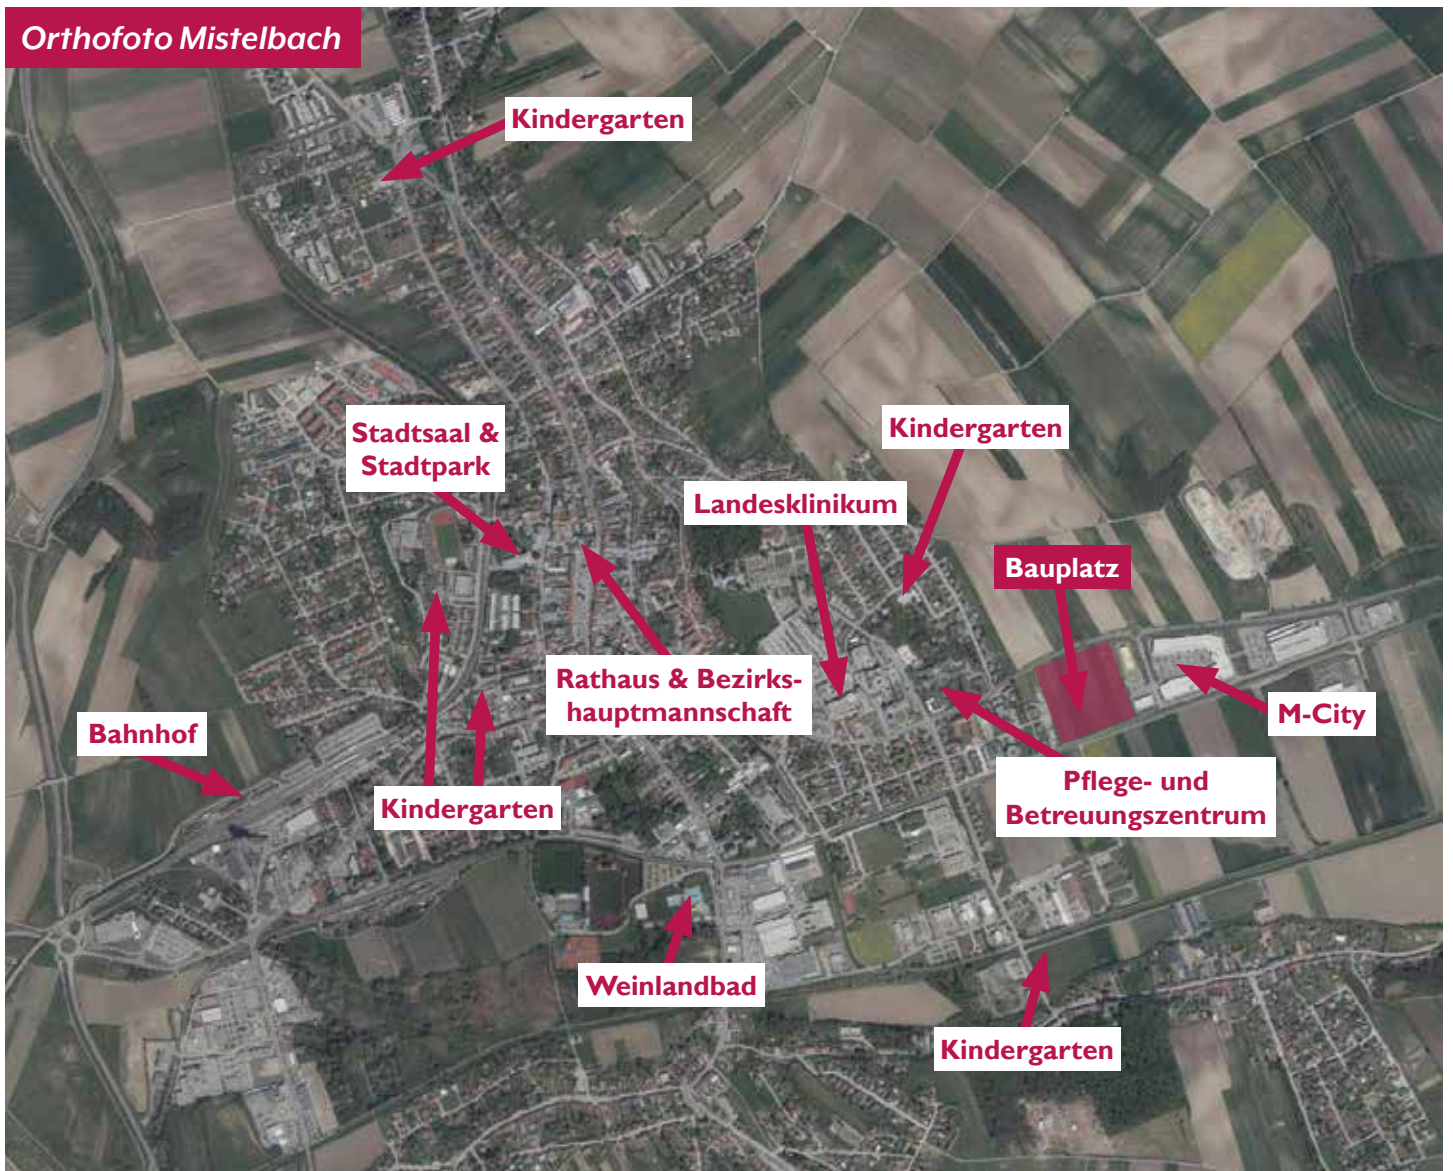 Orthofoto Mistelbach
Kindergarten
Stadtsaal &
Stadtpark
Kindergarten
Landesklinikum
Bauplatz
Rathaus & Bezirks-
hauptmannschaft
M-City
Bahnhof
Pflege- und
Betreuungszentrum
Kindergarten
Weinlandbad
Kindergarten